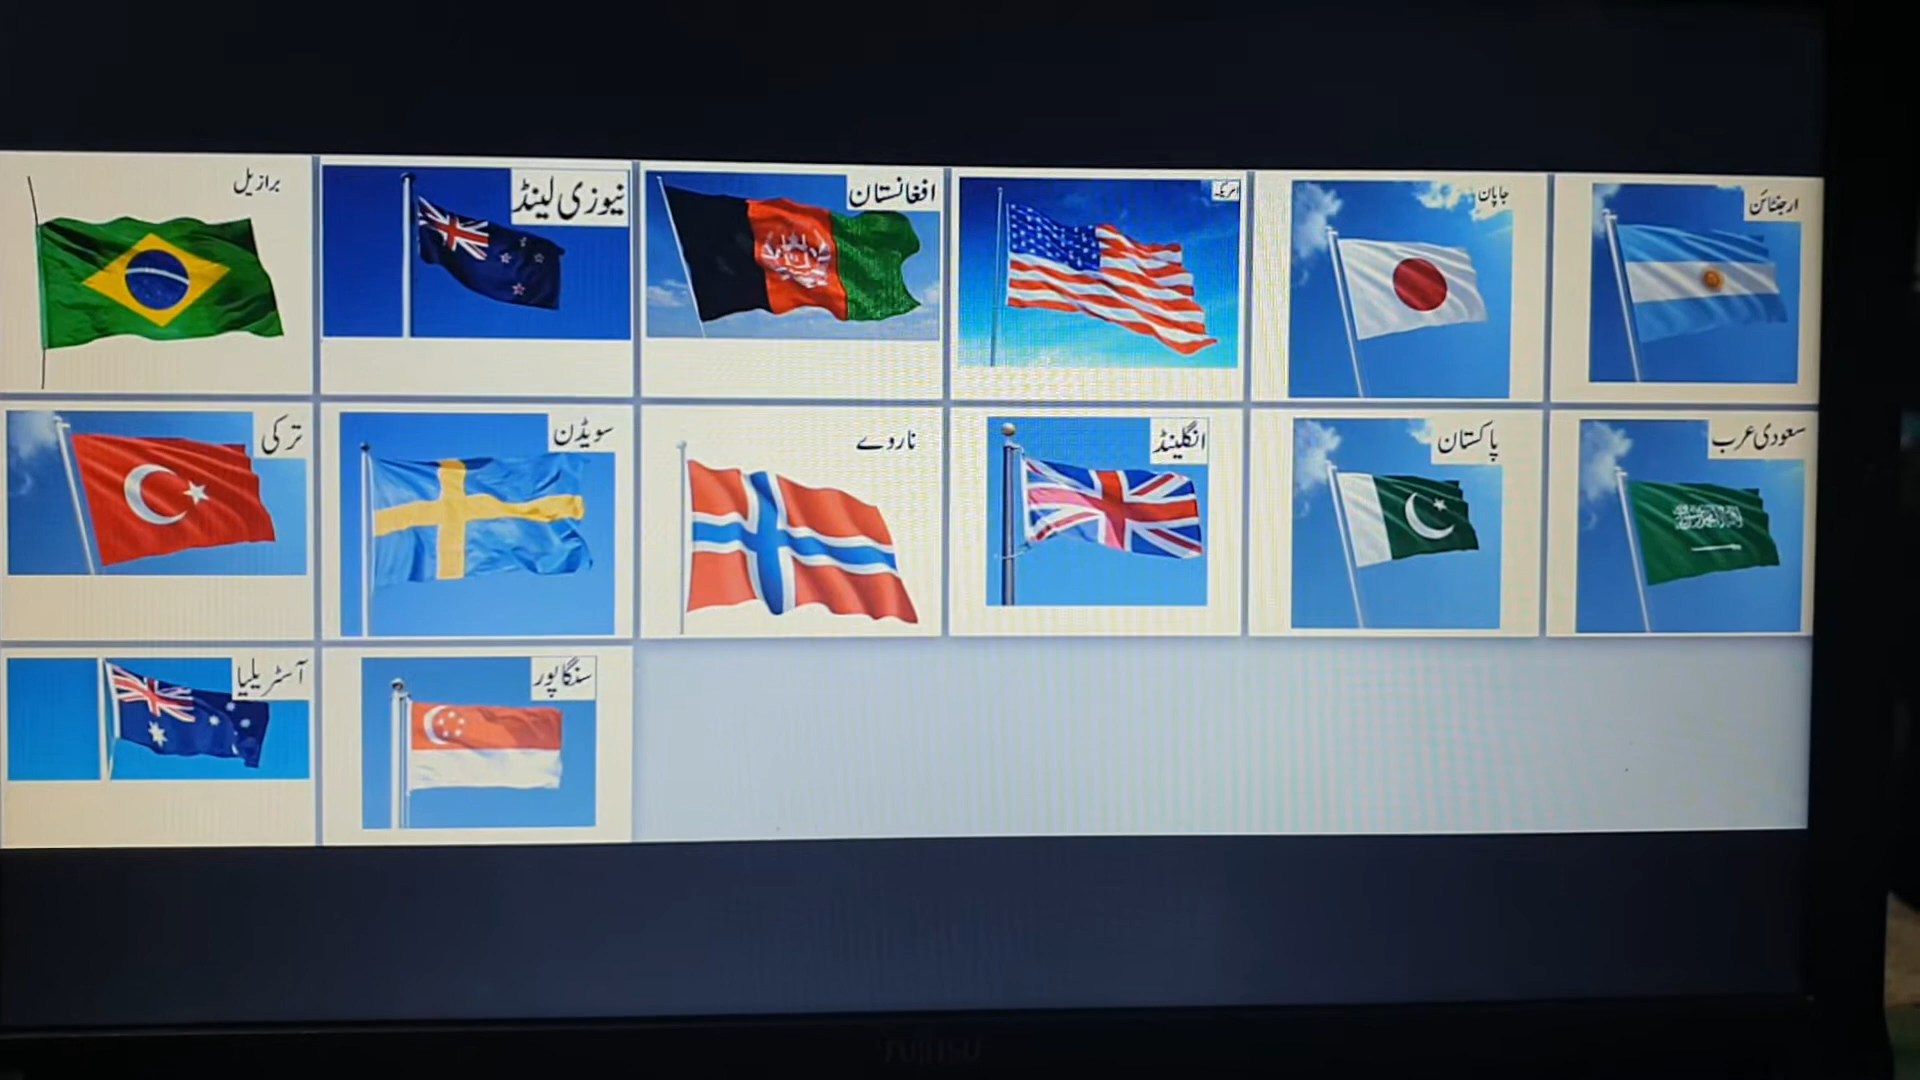 برازیل
نیوزی لینڈ
افغانستان
امریکہ
جاپان
ارجنٹائن
ترکی
سویڈن
ناروے
انگلینڈ
پاکستان
سعودی عرب
آسٹریلیا
سنگاپور